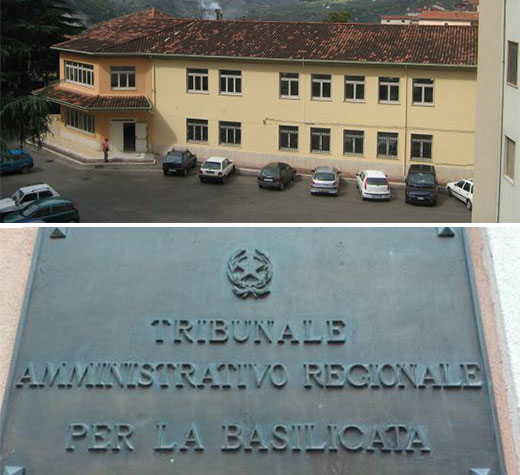 TRIBUNALE
AMMINISTRATIVO REGIONALE
PER LA BASILICATA